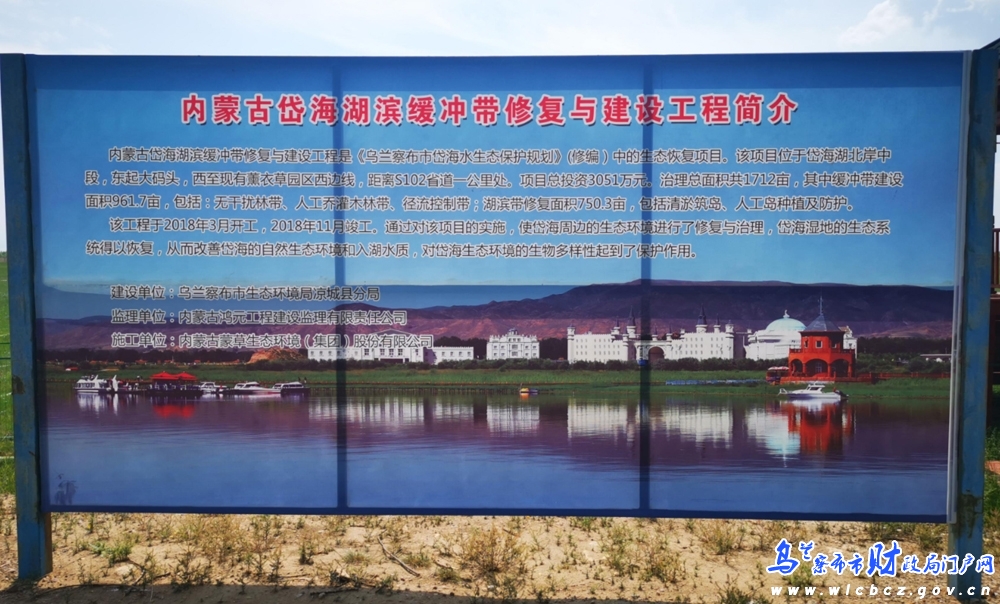 内蒙古岱海湖滨缓冲带修复与建设工程简介
内蒙古岱海湖滨缓冲带修复与建设工程是《乌兰察布市岱海水生态保护规划》(修编）中的生态恢复项目。该项目位于岱海湖北岸中
段，东起大码头，西至现有薰衣草园区西边线，距离S102省道一公里处。项目总投资3051万元。治理总面积共1712亩，其中缓冲带建设
面积961.7亩，包括：无干扰林带、人工乔灌木林带、径流控制带；湖滨带修复面积750.3亩，包括清淤筑岛、人工岛种植及防护。
该工程于2018年3月开工，2018年11月竣工。通过对该项目的实施，使岱海周边的生态环境进行了修复与治理，岱海湿地的生态系
统得以恢复，从而改善岱海的自然生态环境和入湖水质，对岱海生态环境的生物多样性起到了保护作用。
建设单位：乌兰察布市生态环境局凉城县分局
监理单位：内蒙古鸿元工程建设监理有限责任公司
施工单位：内蒙古蒙草生态环境（集团）股份有限公司
乌兰察布市财政局门户网
www.wlcbcz.gov.cn